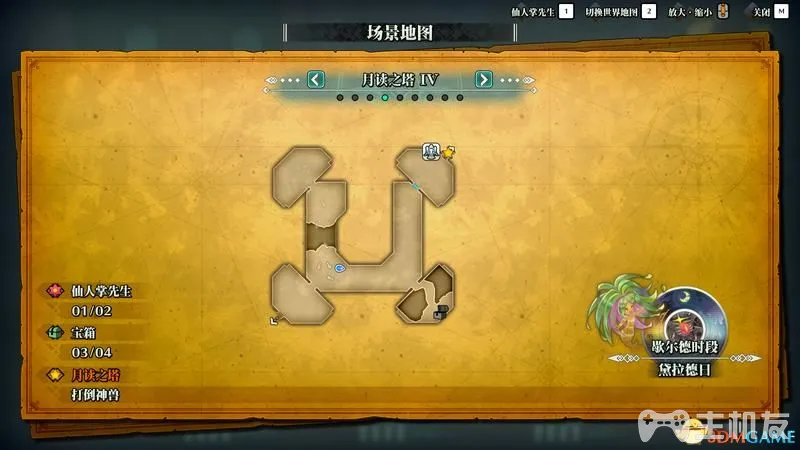 仙人掌先生 1 切换世界地图 2 放大·缩小 关闭 M
场景地图
月读之塔 IV
仙人掌先生
01/02
宝箱
03/04
月读之塔
打倒神兽
歇尔德时段
黛拉德日
主机友
3DMGAME